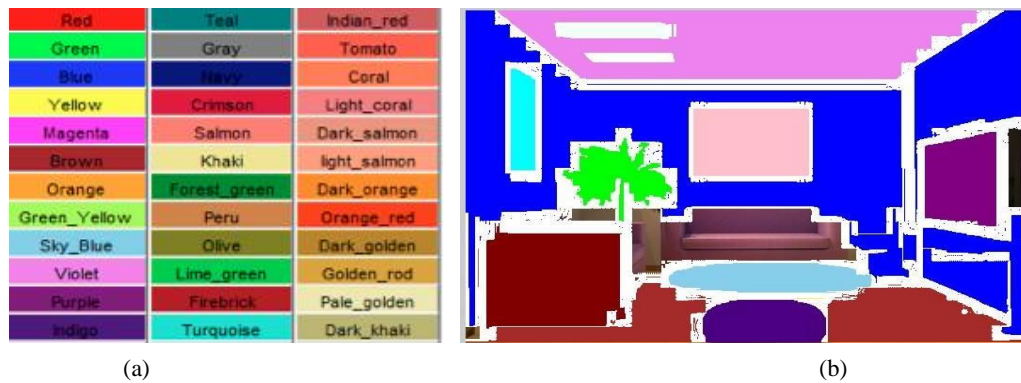 Red Teal Indian_red
Green Gray Tomato
Blue Navy Coral
Yellow Crimson Light_coral
Magenta Salmon Dark_salmon
Brown Khaki light_salmon
Orange Forest_green Dark_orange
Green_Yellow Peru Orange_red
Sky_Blue Olive Dark_golden
Violet Lime_green Golden_rod
Purple Firebrick Pale_golden
Indigo Turquoise Dark_khaki
(a) (b)